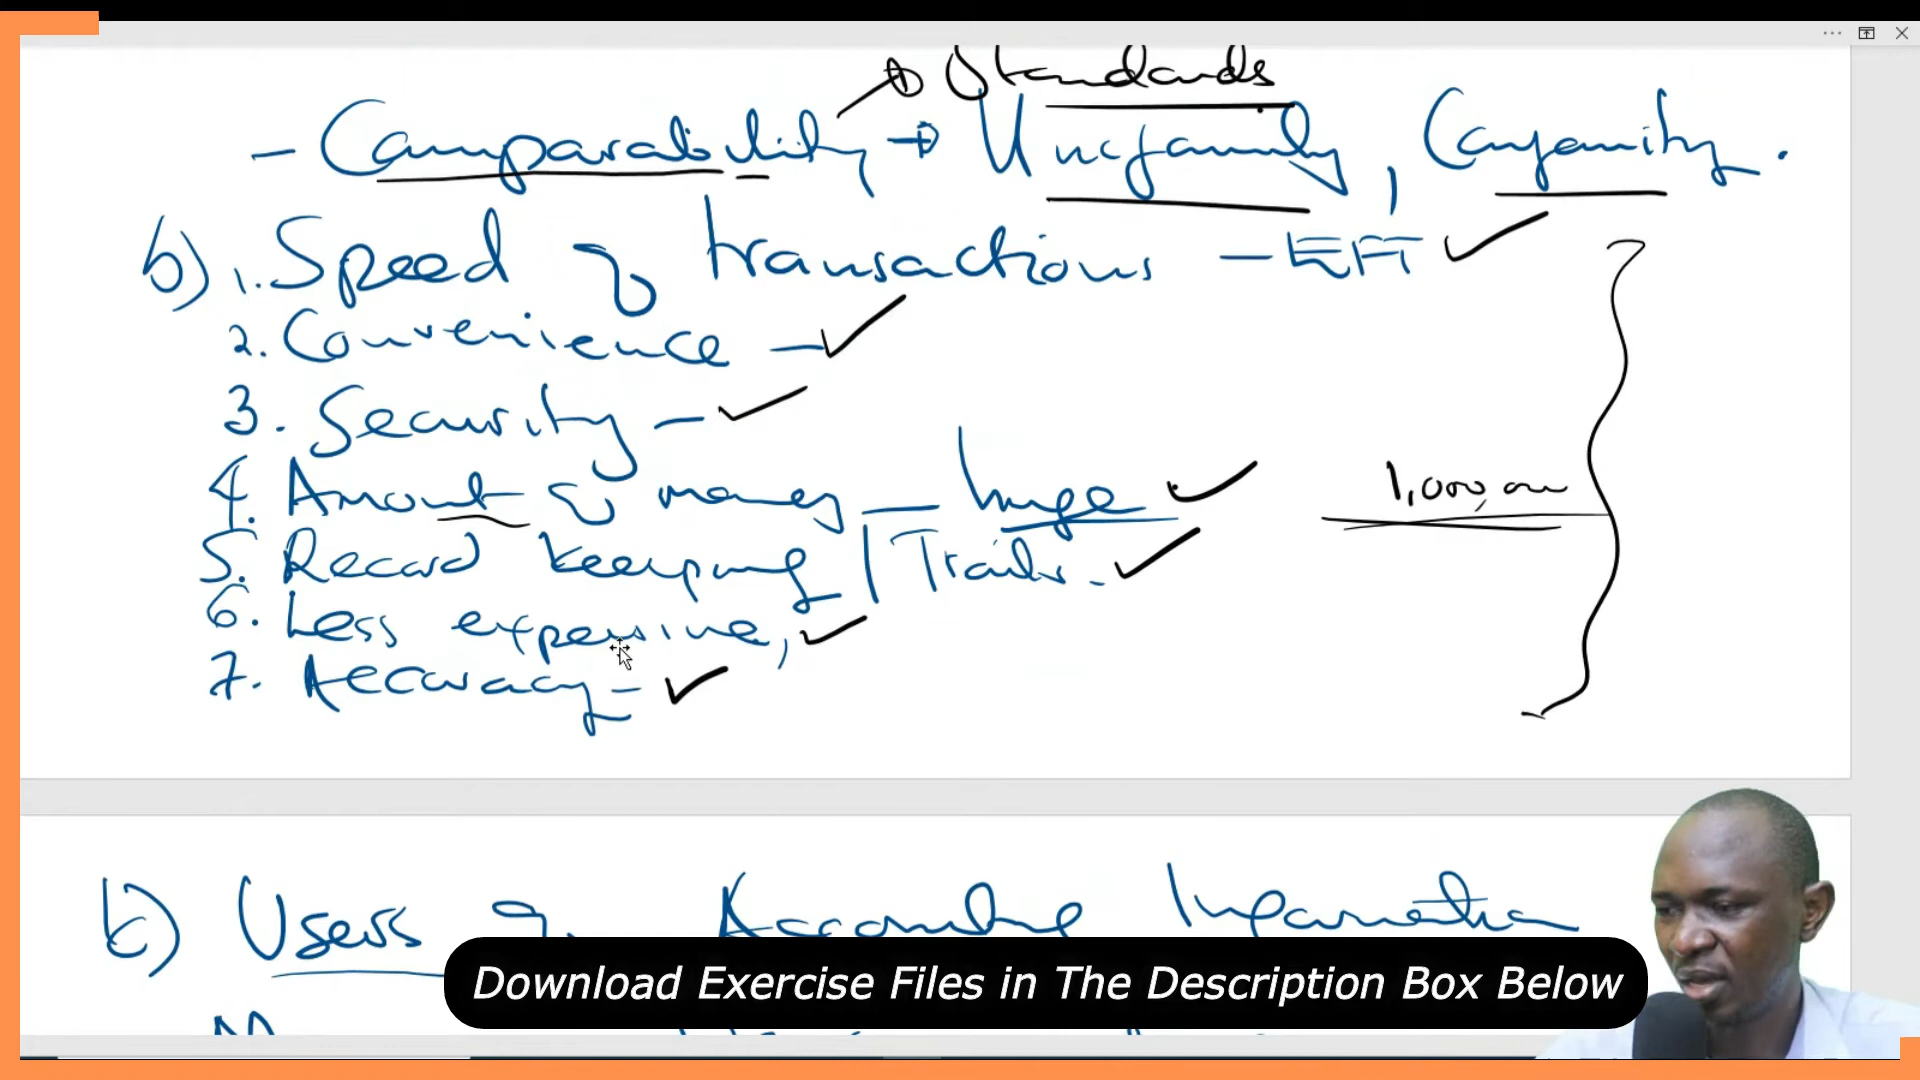 Standards
- Comparability → Uniformity, Conformity.
b) 1. Speed of transactions - EFT ✓
2. Convenience - ✓
3. Security - ✓
4. Amount of money - huge ✓ 1,000,000
5. Record keeping / Trails - ✓
6. Less expensive, ✓
7. Accuracy - ✓
c) Users of Accounting Information
Download Exercise Files in The Description Box Below